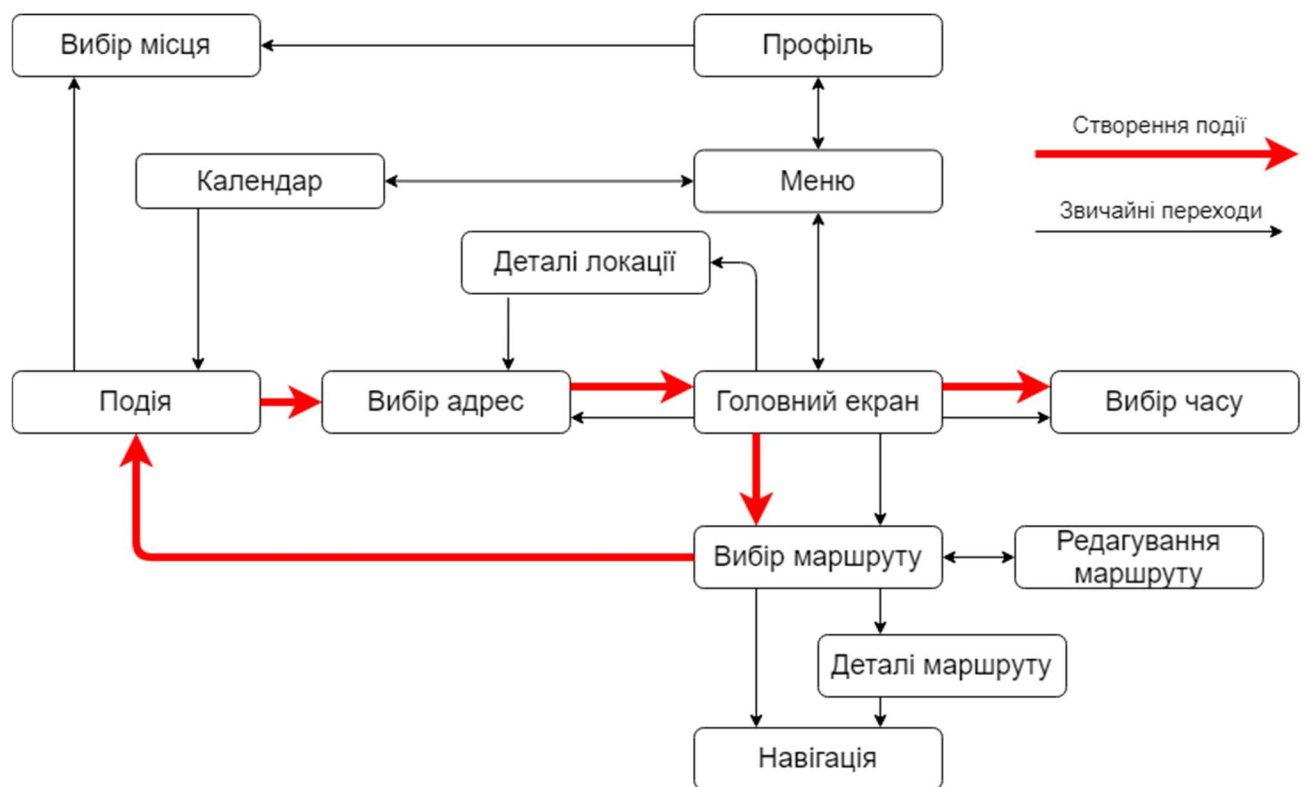 Вибір місця
Профіль
Створення події
Календар
Меню
Звичайні переходи
Деталі локації
Подія
Вибір адрес
Головний екран
Вибір часу
Вибір маршруту
Редагування
маршруту
Деталі маршруту
Навігація